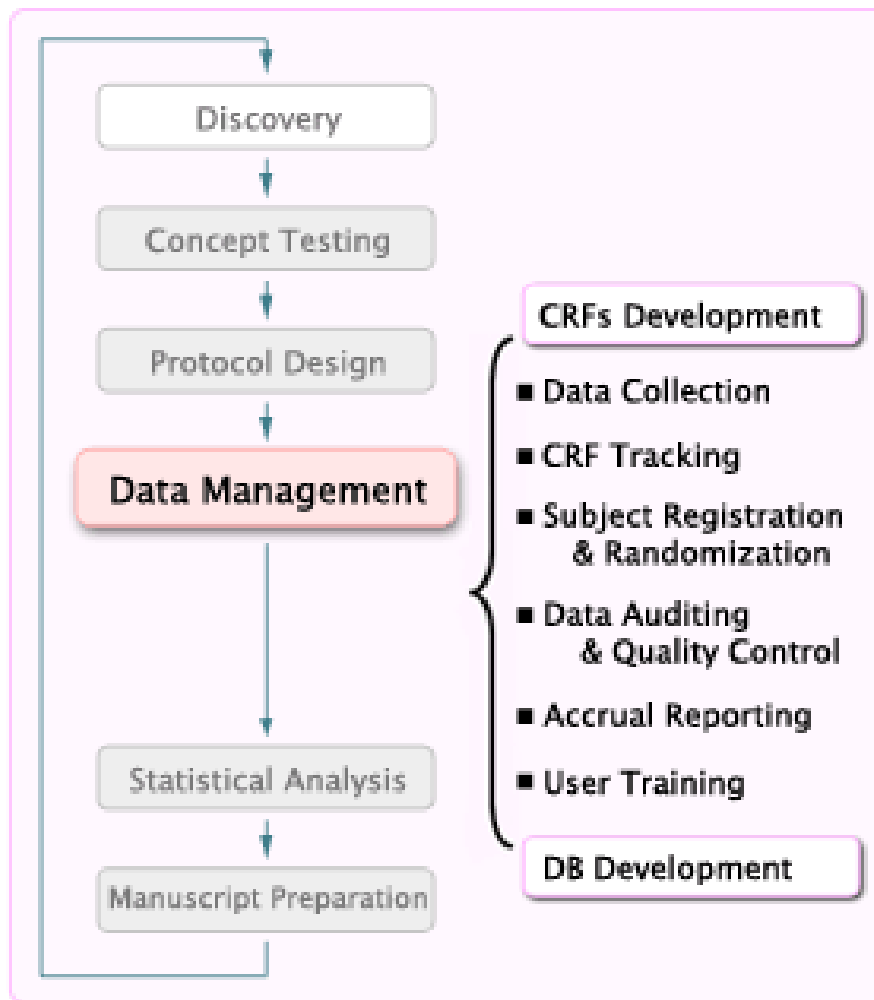 Discovery
Concept Testing
Protocol Design
Data Management
Statistical Analysis
Manuscript Preparation
CRFs Development
■ Data Collection
■ CRF Tracking
■ Subject Registration
& Randomization
■ Data Auditing
& Quality Control
■ Accrual Reporting
■ User Training
DB Development